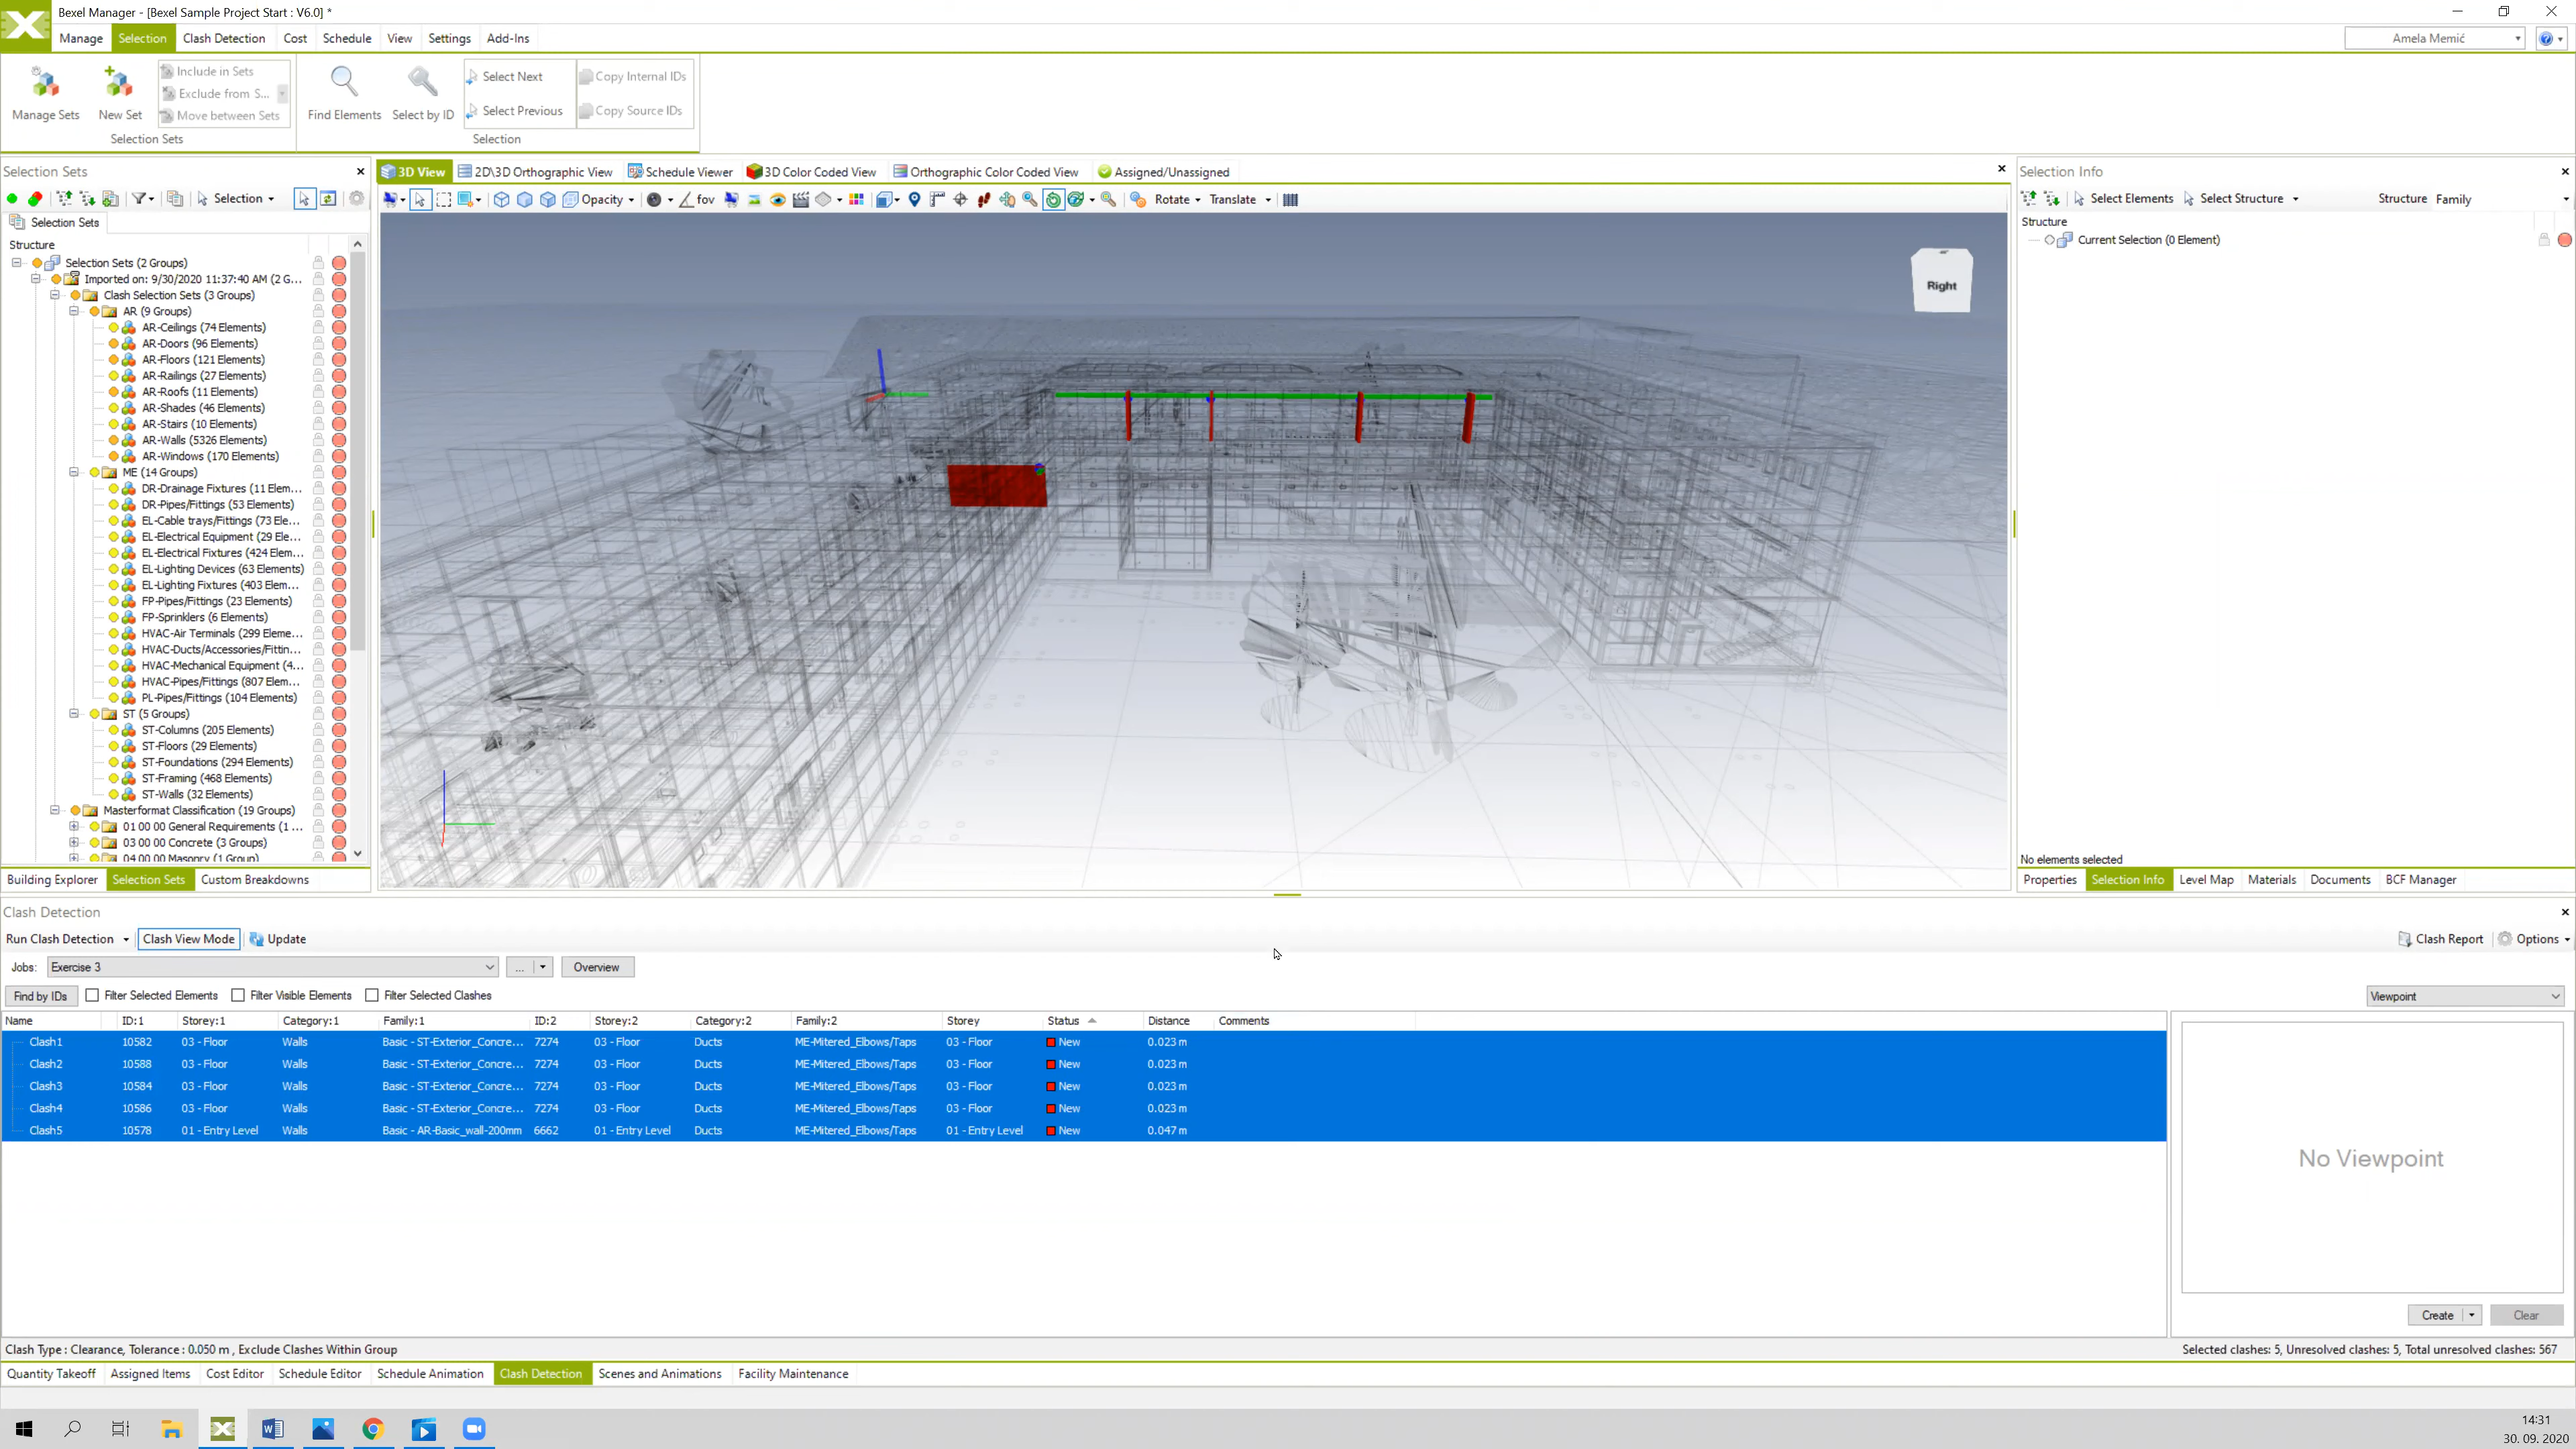 Bexel Manager - [Bexel Sample Project Start : V6.0] *
Manage Selection Clash Detection Cost Schedule View Settings Add-Ins
Amela Memić
Manage Sets New Set
Include in Sets
Exclude from S...
Move between Sets
Selection Sets
Find Elements Select by ID
Select Next
Select Previous
Copy Internal IDs
Copy Source IDs
Selection
Selection Sets
Selection
Selection Sets
Structure
Selection Sets (2 Groups)
Imported on: 9/30/2020 11:37:40 AM (2 G...
Clash Selection Sets (3 Groups)
AR (9 Groups)
AR-Ceilings (74 Elements)
AR-Doors (96 Elements)
AR-Floors (121 Elements)
AR-Railings (27 Elements)
AR-Roofs (11 Elements)
AR-Shades (46 Elements)
AR-Stairs (10 Elements)
AR-Walls (5326 Elements)
AR-Windows (170 Elements)
ME (14 Groups)
DR-Drainage Fixtures (11 Elem...
DR-Pipes/Fittings (53 Elements)
EL-Cable trays/Fittings (73 Ele...
EL-Electrical Equipment (29 Ele...
EL-Electrical Fixtures (424 Elem...
EL-Lighting Devices (63 Elements)
EL-Lighting Fixtures (403 Elem...
FP-Pipes/Fittings (23 Elements)
FP-Sprinklers (6 Elements)
HVAC-Air Terminals (299 Eleme...
HVAC-Ducts/Accessories/Fittin...
HVAC-Mechanical Equipment (4...
HVAC-Pipes/Fittings (807 Elem...
PL-Pipes/Fittings (104 Elements)
ST (5 Groups)
ST-Columns (205 Elements)
ST-Floors (29 Elements)
ST-Foundations (294 Elements)
ST-Framing (468 Elements)
ST-Walls (32 Elements)
Masterformat Classification (19 Groups)
01 00 00 General Requirements (1 ...
03 00 00 Concrete (3 Groups)
04 00 00 Masonry (1 Group)
Building Explorer Selection Sets Custom Breakdowns
3D View 2D\3D Orthographic View Schedule Viewer 3D Color Coded View Orthographic Color Coded View Assigned/Unassigned
Opacity fov Rotate Translate
Right
Selection Info
Select Elements Select Structure Structure Family
Structure
Current Selection (0 Element)
No elements selected
Properties Selection Info Level Map Materials Documents BCF Manager
Clash Detection
Run Clash Detection Clash View Mode Update Clash Report Options
Jobs: Exercise 3 ... Overview
Find by IDs Filter Selected Elements Filter Visible Elements Filter Selected Clashes Viewpoint
Name ID:1 Storey:1 Category:1 Family:1 ID:2 Storey:2 Category:2 Family:2 Storey Status Distance Comments
Clash1 10582 03 - Floor Walls Basic - ST-Exterior_Concre... 7274 03 - Floor Ducts ME-Mitered_Elbows/Taps 03 - Floor New 0.023 m
Clash2 10588 03 - Floor Walls Basic - ST-Exterior_Concre... 7274 03 - Floor Ducts ME-Mitered_Elbows/Taps 03 - Floor New 0.023 m
Clash3 10584 03 - Floor Walls Basic - ST-Exterior_Concre... 7274 03 - Floor Ducts ME-Mitered_Elbows/Taps 03 - Floor New 0.023 m
Clash4 10586 03 - Floor Walls Basic - ST-Exterior_Concre... 7274 03 - Floor Ducts ME-Mitered_Elbows/Taps 03 - Floor New 0.023 m
Clash5 10578 01 - Entry Level Walls Basic - AR-Basic_wall-200mm 6662 01 - Entry Level Ducts ME-Mitered_Elbows/Taps 01 - Entry Level New 0.047 m
No Viewpoint
Create Clear
Clash Type : Clearance, Tolerance : 0.050 m , Exclude Clashes Within Group
Selected clashes: 5, Unresolved clashes: 5, Total unresolved clashes: 567
Quantity Takeoff Assigned Items Cost Editor Schedule Editor Schedule Animation Clash Detection Scenes and Animations Facility Maintenance
14:31
30. 09. 2020